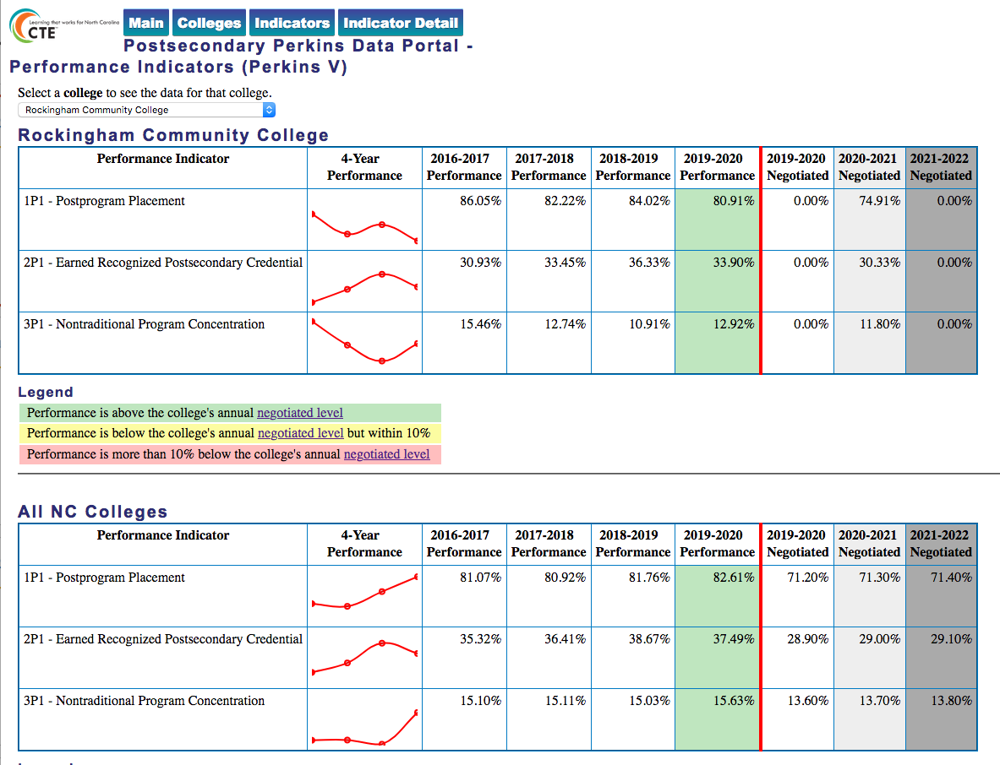 Learning that works for North Carolina
CTE
Main Colleges Indicators Indicator Detail
Postsecondary Perkins Data Portal -
Performance Indicators (Perkins V)
Select a college to see the data for that college.
Rockingham Community College
Rockingham Community College
Performance Indicator 4-Year Performance 2016-2017 Performance 2017-2018 Performance 2018-2019 Performance 2019-2020 Performance 2019-2020 Negotiated 2020-2021 Negotiated 2021-2022 Negotiated
1P1 - Postprogram Placement 86.05% 82.22% 84.02% 80.91% 0.00% 74.91% 0.00%
2P1 - Earned Recognized Postsecondary Credential 30.93% 33.45% 36.33% 33.90% 0.00% 30.33% 0.00%
3P1 - Nontraditional Program Concentration 15.46% 12.74% 10.91% 12.92% 0.00% 11.80% 0.00%
Legend
Performance is above the college's annual negotiated level
Performance is below the college's annual negotiated level but within 10%
Performance is more than 10% below the college's annual negotiated level
All NC Colleges
Performance Indicator 4-Year Performance 2016-2017 Performance 2017-2018 Performance 2018-2019 Performance 2019-2020 Performance 2019-2020 Negotiated 2020-2021 Negotiated 2021-2022 Negotiated
1P1 - Postprogram Placement 81.07% 80.92% 81.76% 82.61% 71.20% 71.30% 71.40%
2P1 - Earned Recognized Postsecondary Credential 35.32% 36.41% 38.67% 37.49% 28.90% 29.00% 29.10%
3P1 - Nontraditional Program Concentration 15.10% 15.11% 15.03% 15.63% 13.60% 13.70% 13.80%